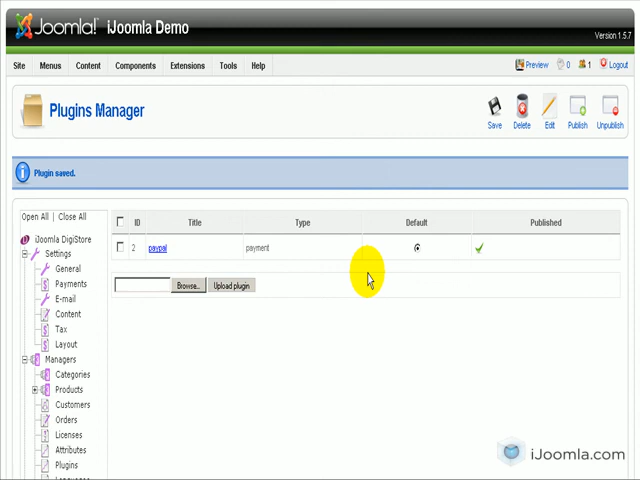 Joomla! iJoomla Demo
Version 1.5.7
Site Menus Content Components Extensions Tools Help
Preview 0 1 Logout
Plugins Manager
Save Delete Edit Publish Unpublish
Plugin saved.
Open All | Close All
iJoomla DigiStore
Settings
General
Payments
E-mail
Content
Tax
Layout
Managers
Categories
Products
Customers
Orders
Licenses
Attributes
Plugins
ID Title Type Default Published
2 paypal payment
Browse... Upload plugin
iJoomla.com